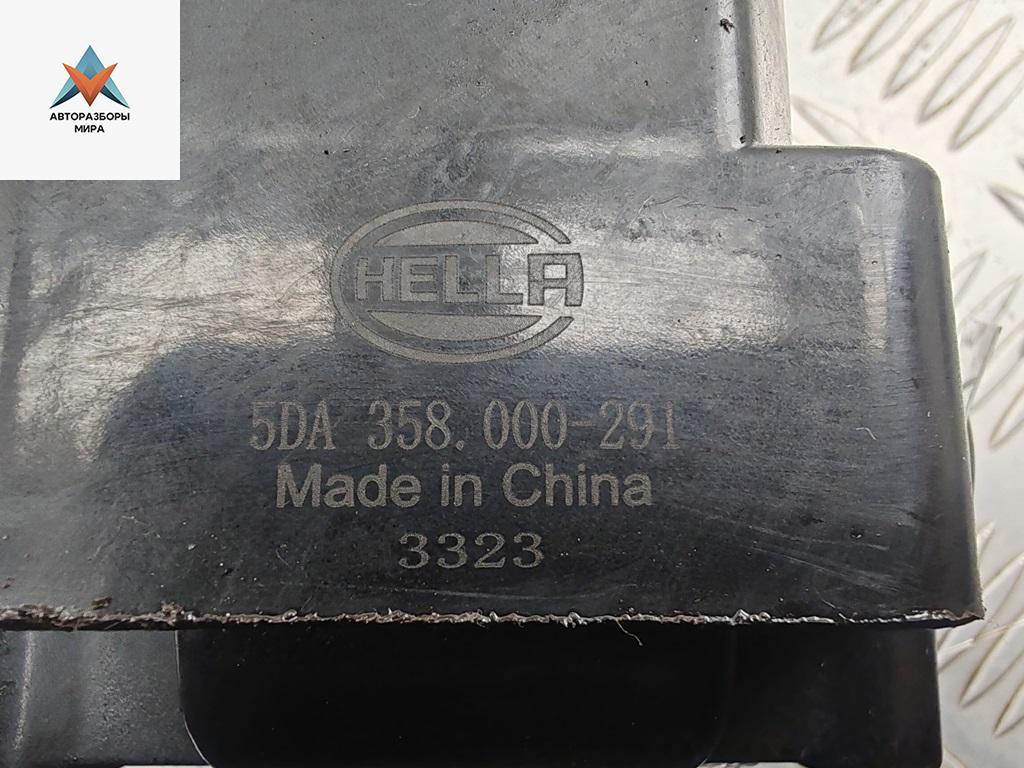 АВТОРАЗБОРЫ
МИРА
HELLA
5DA 358.000-291
Made in China
3323